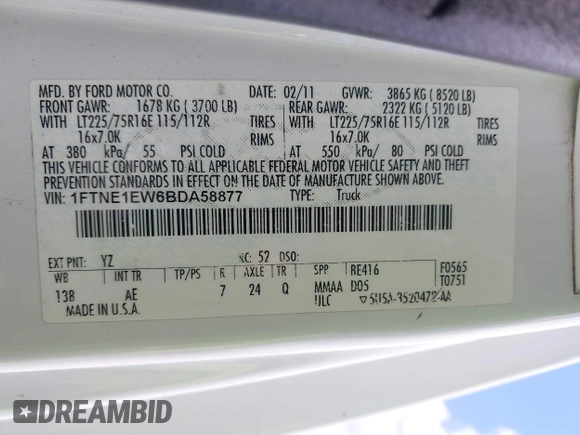 MFD. BY FORD MOTOR CO. DATE: 02/11 GVWR: 3865 KG ( 8520 LB)
FRONT GAWR: 1678 KG ( 3700 LB) REAR GAWR: 2322 KG ( 5120 LB)
WITH LT225/75R16E 115/112R TIRES WITH LT225/75R16E 115/112R TIRES
16x7.0K RIMS 16x7.0K RIMS
AT 380 kPa/ 55 PSI COLD AT 550 kPa/ 80 PSI COLD
THIS VEHICLE CONFORMS TO ALL APPLICABLE FEDERAL MOTOR VEHICLE SAFETY AND THEFT
PREVENTION STANDARDS IN EFFECT ON THE DATE OF MANUFACTURE SHOWN ABOVE.
VIN: 1FTNE1EW6BDA58877 TYPE: Truck
EXT PNT: YZ RC: 52 DSO:
WB INT TR TP/PS R AXLE TR SPP BE416 F0565
138 AE 7 24 Q MMAA DOS T0751
MADE IN U.S.A. ULC
DREAMBID